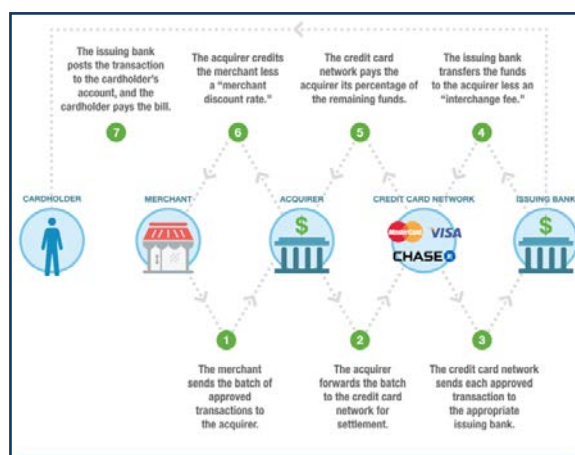 The issuing bank
posts the transaction
to the cardholder's
account, and the
cardholder pays the bill.
7
The acquirer credits
the merchant less
a “merchant
discount rate.”
6
The credit card
network pays the
acquirer its percentage
of the remaining funds.
5
The issuing bank
transfers the funds
to the acquirer less an
“interchange fee.”
4
CARDHOLDER
MERCHANT
ACQUIRER
CREDIT CARD NETWORK
ISSUING BANK
$
MasterCard
VISA
CHASE
$
1
The merchant
sends the batch of
approved
transactions to
the acquirer.
2
The acquirer
forwards the batch
to the credit card
network for
settlement.
3
The credit card network
sends each approved
transaction to
the appropriate
issuing bank.